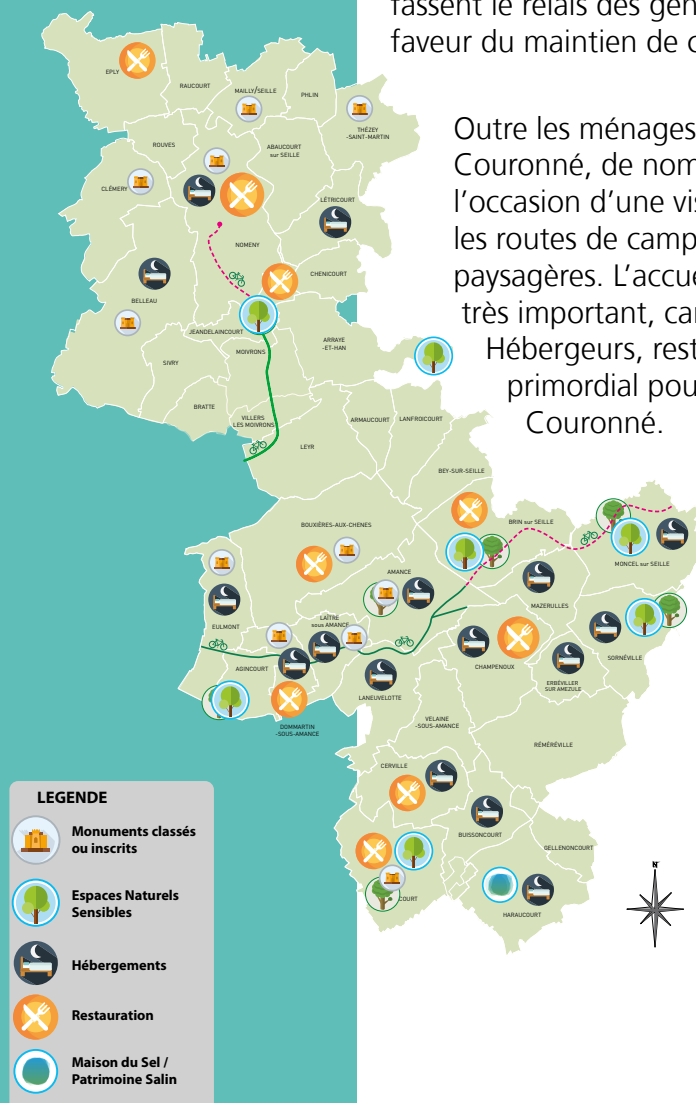 fassent le relais des gén
faveur du maintien de c
Outre les ménages
Couronné, de nom
l'occasion d'une vis
les routes de camp
paysagères. L'accue
très important, car
Hébergeurs, rest
primordial pou
Couronné.
EPLY
RAUCOURT
MAILLY/SEILLE
PHLIN
THÉZEY
-SAINT-MARTIN
ROUVES
ABAUCOURT
sur SEILLE
CLÉMERY
LÉTRICOURT
NOMENY
CHENICOURT
BELLEAU
JEANDELAINCOURT
ARRAYE
-ET-HAN
MOIVRONS
SIVRY
BRATTE
VILLERS
LES MOIVRONS
ARMAUCOURT
LANFROICOURT
LEYR
BEY-SUR-SEILLE
BOUXIÈRES-AUX-CHENES
BRIN sur SEILLE
MONCEL sur SEILLE
AMANCE
MAZERULLES
EULMONT
LAÎTRE
sous AMANCE
SORNÉVILLE
AGINCOURT
CHAMPENOUX
ERBÉVILLER
SUR AMEZULE
LANEUVELOTTE
DOMMARTIN
-SOUS-AMANCE
VELAINE
-SOUS-AMANCE
RÉMÉRÉVILLE
CERVILLE
BUISSONCOURT
GELLENONCOURT
COURT
HARAUCOURT
N
LEGENDE
Monuments classés
ou inscrits
Espaces Naturels
Sensibles
Hébergements
Restauration
Maison du Sel /
Patrimoine Salin